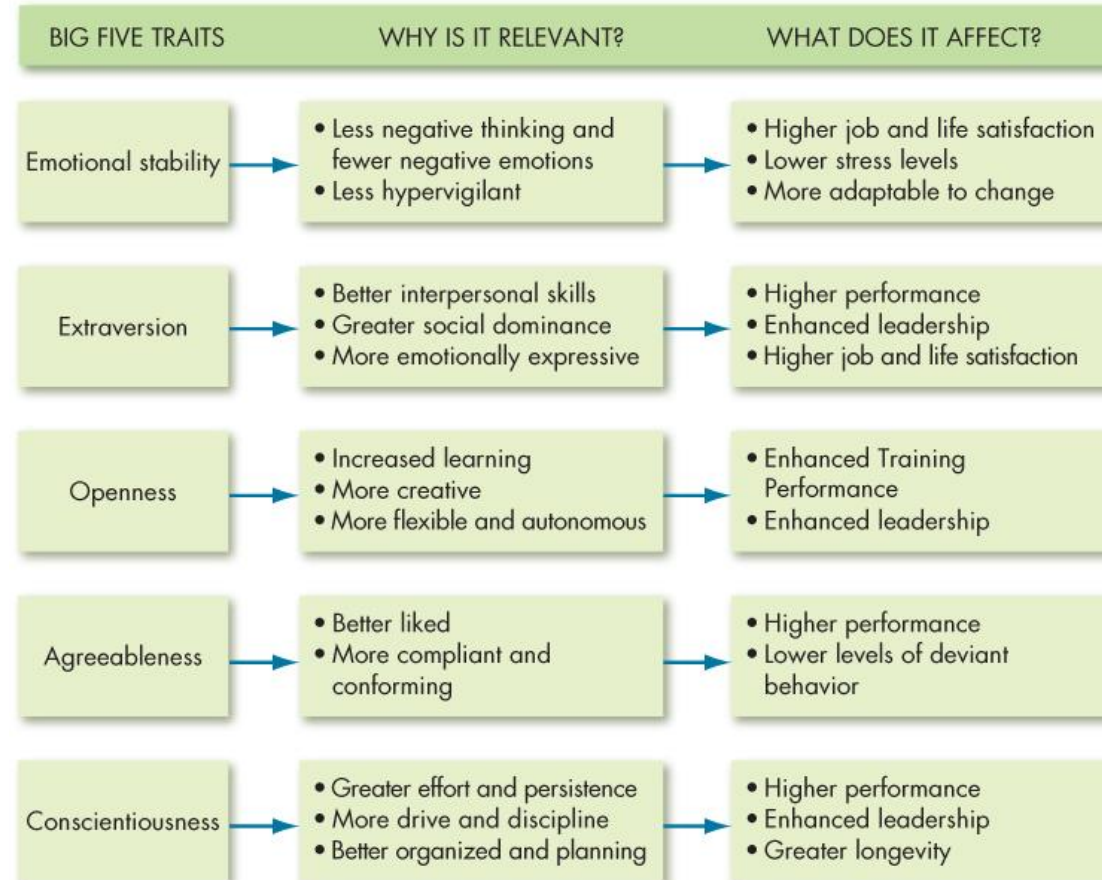 BIG FIVE TRAITS
WHY IS IT RELEVANT?
WHAT DOES IT AFFECT?
Emotional stability
• Less negative thinking and
fewer negative emotions
• Less hypervigilant
• Higher job and life satisfaction
• Lower stress levels
• More adaptable to change
Extraversion
• Better interpersonal skills
• Greater social dominance
• More emotionally expressive
• Higher performance
• Enhanced leadership
• Higher job and life satisfaction
Openness
• Increased learning
• More creative
• More flexible and autonomous
• Enhanced Training
Performance
• Enhanced leadership
Agreeableness
• Better liked
• More compliant and
conforming
• Higher performance
• Lower levels of deviant
behavior
Conscientiousness
• Greater effort and persistence
• More drive and discipline
• Better organized and planning
• Higher performance
• Enhanced leadership
• Greater longevity